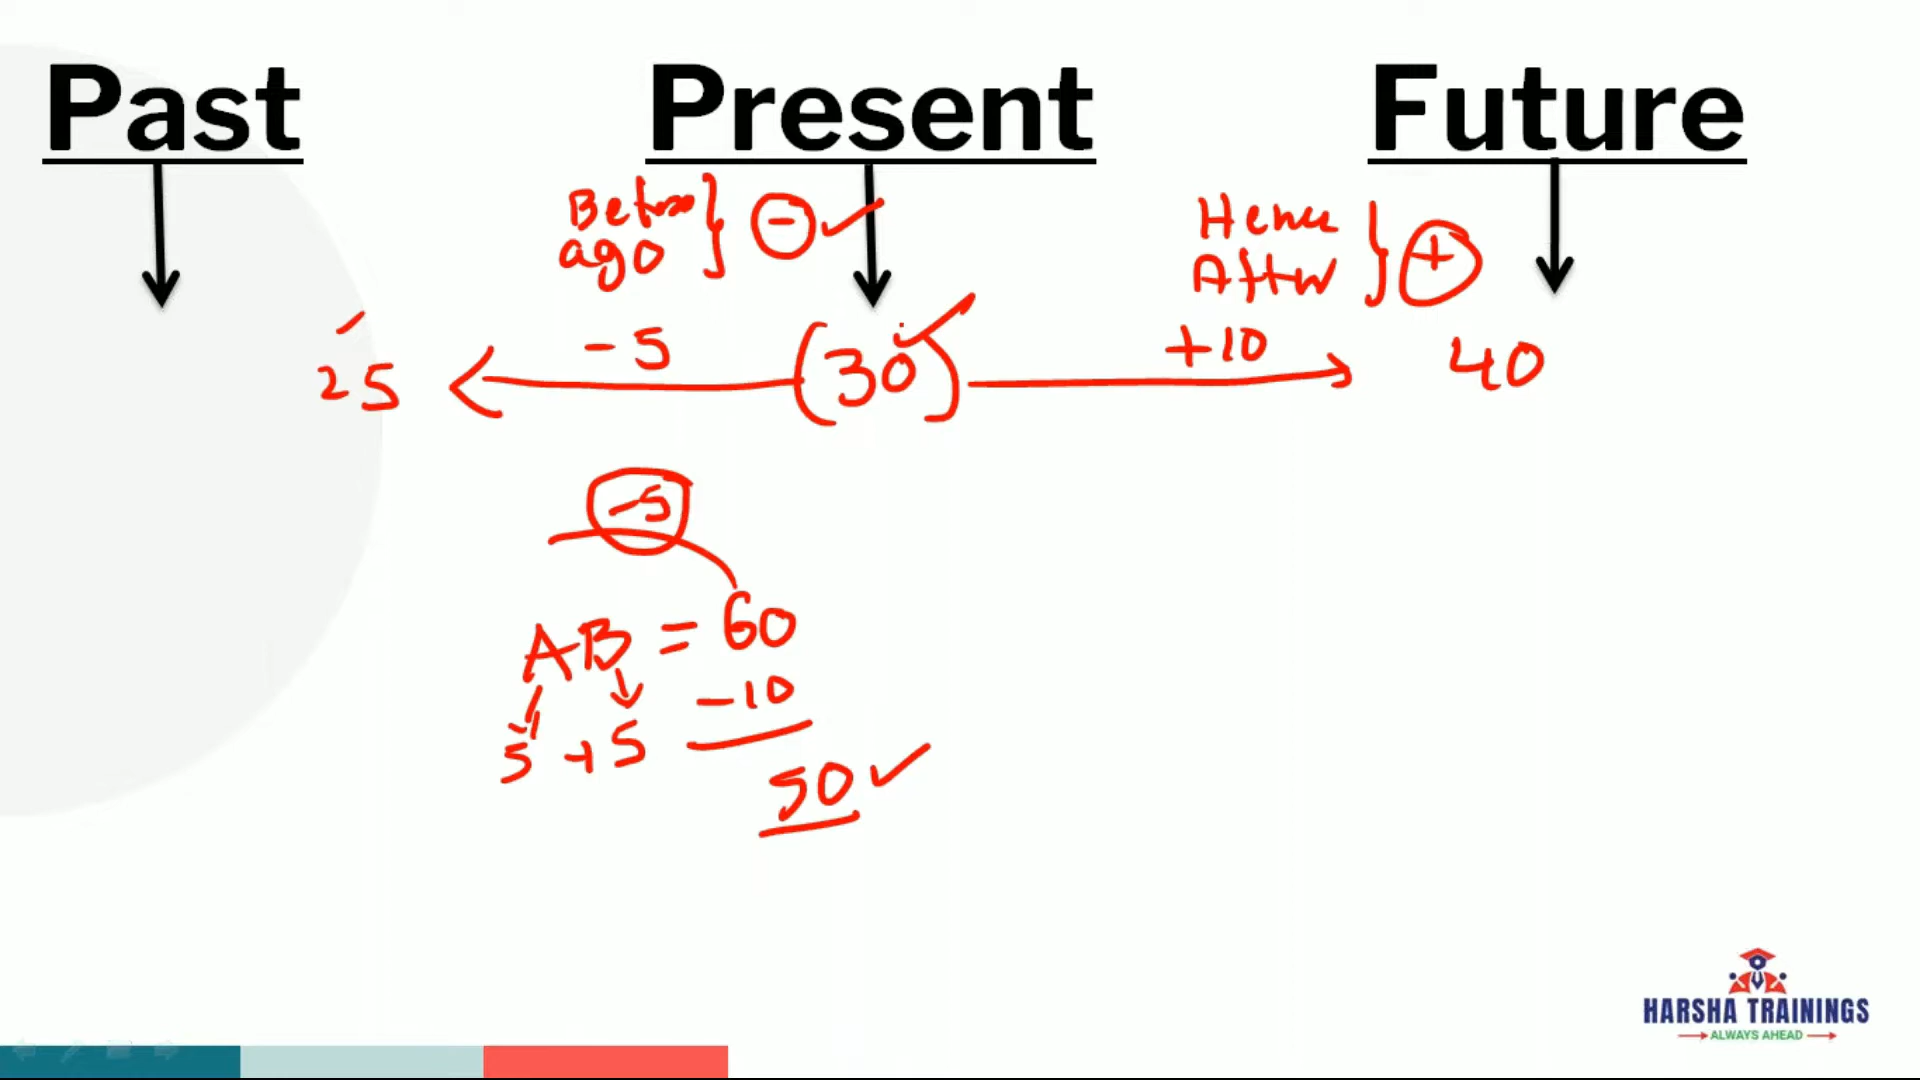 Past Present Future
Before
ago } ⊖ ✓
Hence
After } ⊕
25 -5 (30) ✓ +10 40
-5
AB = 60
-10
5 + 5
50 ✓
HARSHA TRAININGS
ALWAYS AHEAD